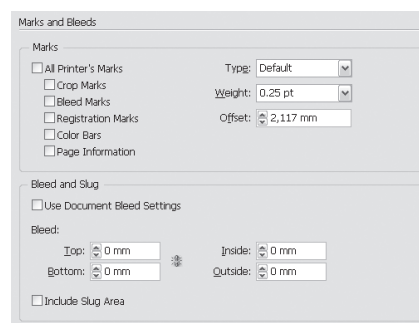 Marks and Bleeds
Marks
All Printer's Marks
Crop Marks
Bleed Marks
Registration Marks
Color Bars
Page Information
Type: Default
Weight: 0.25 pt
Offset: 2,117 mm
Bleed and Slug
Use Document Bleed Settings
Bleed:
Top: 0 mm Inside: 0 mm
Bottom: 0 mm Outside: 0 mm
Include Slug Area